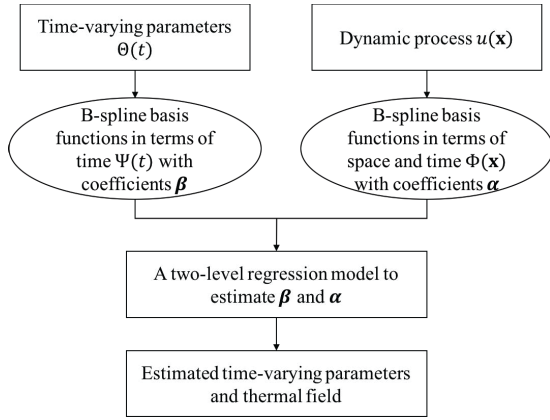 Time-varying parameters
Θ(t)
Dynamic process u(𝐱)
B-spline basis
functions in terms of
time Ψ(t) with
coefficients 𝜷
B-spline basis
functions in terms of
space and time Φ(𝐱)
with coefficients 𝜶
A two-level regression model to
estimate 𝜷 and 𝜶
Estimated time-varying parameters
and thermal field